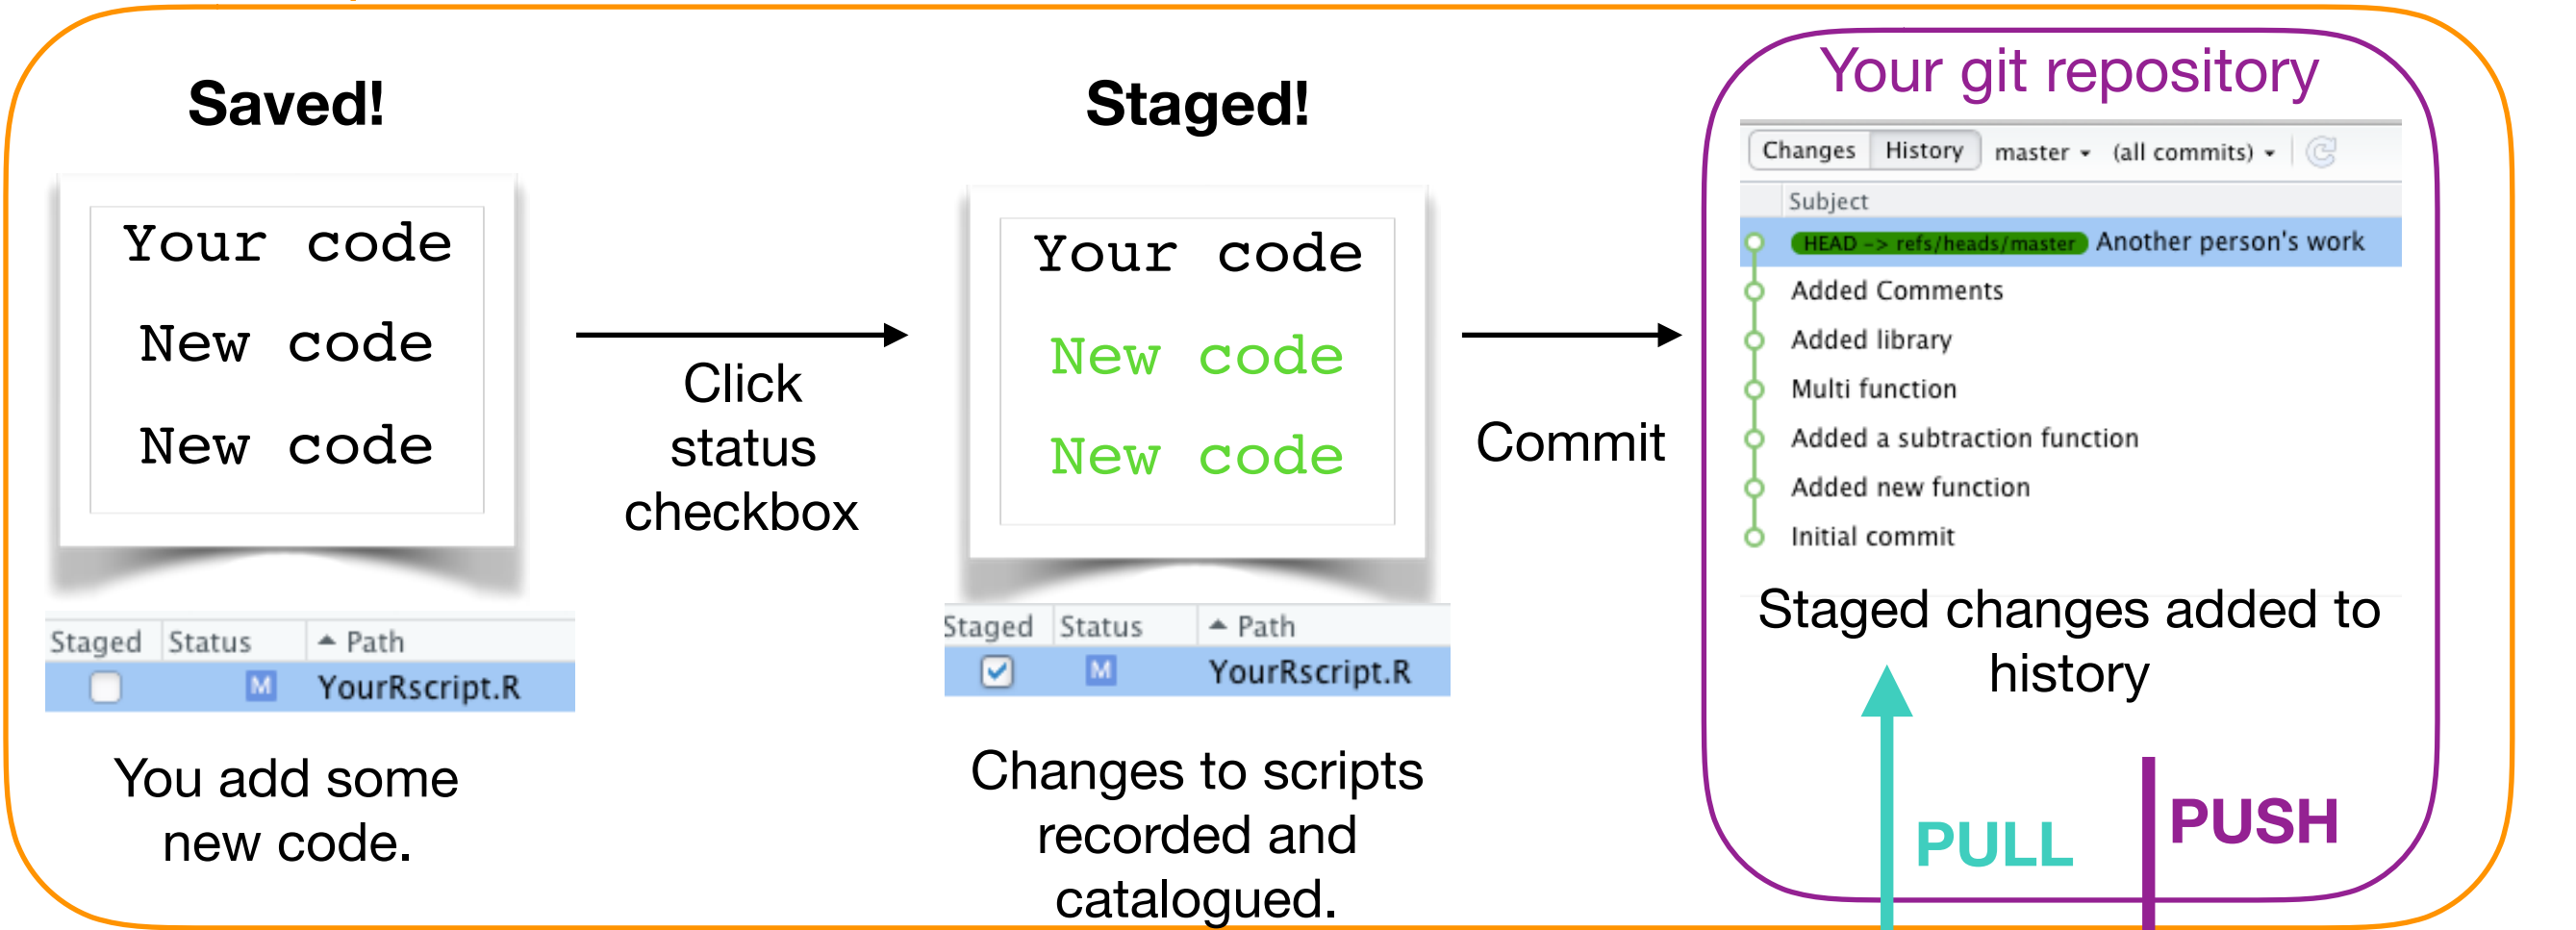 Saved!
Your code
New code
New code
Staged Status Path
M YourRscript.R
You add some
new code.
Click
status
checkbox
Staged!
Your code
New code
New code
Staged Status Path
M YourRscript.R
Changes to scripts
recorded and
catalogued.
Commit
Your git repository
Changes History master (all commits)
Subject
HEAD -> refs/heads/master Another person's work
Added Comments
Added library
Multi function
Added a subtraction function
Added new function
Initial commit
Staged changes added to
history
PULL
PUSH